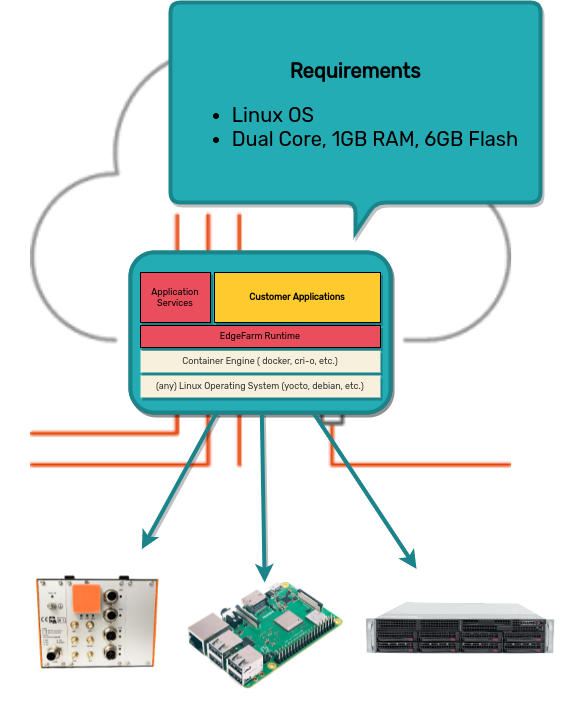 Requirements
• Linux OS
• Dual Core, 1GB RAM, 6GB Flash
Application
Services
Customer Applications
EdgeFarm Runtime
Container Engine ( docker, cri-o, etc.)
(any) Linux Operating System (yocto, debian, etc.)